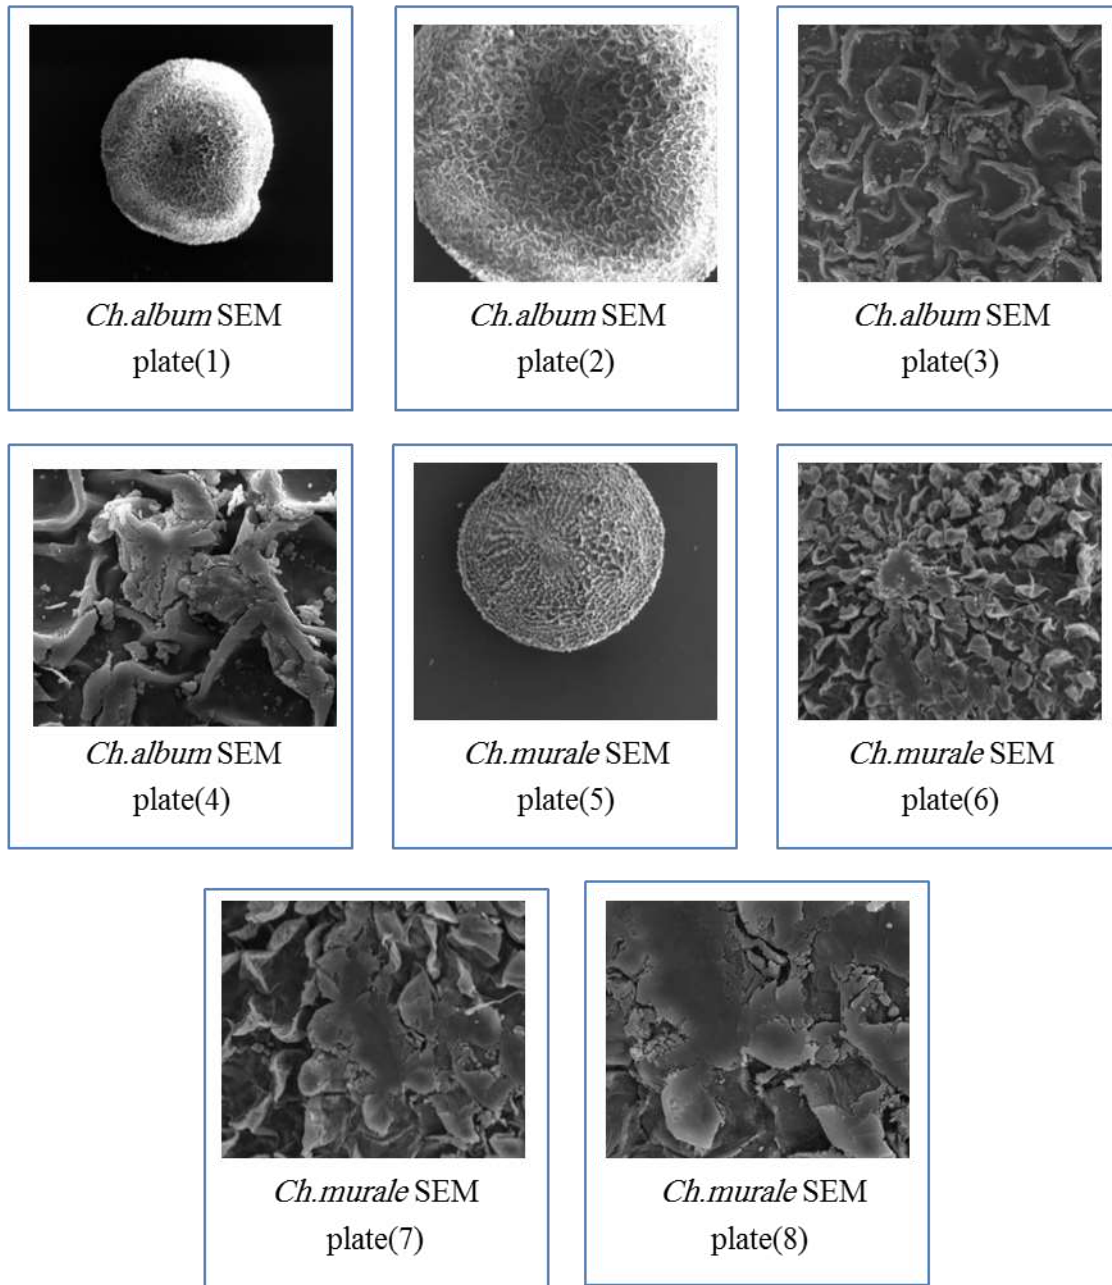 Ch.album SEM
plate(1)
Ch.album SEM
plate(2)
Ch.album SEM
plate(3)
Ch.album SEM
plate(4)
Ch.murale SEM
plate(5)
Ch.murale SEM
plate(6)
Ch.murale SEM
plate(7)
Ch.murale SEM
plate(8)